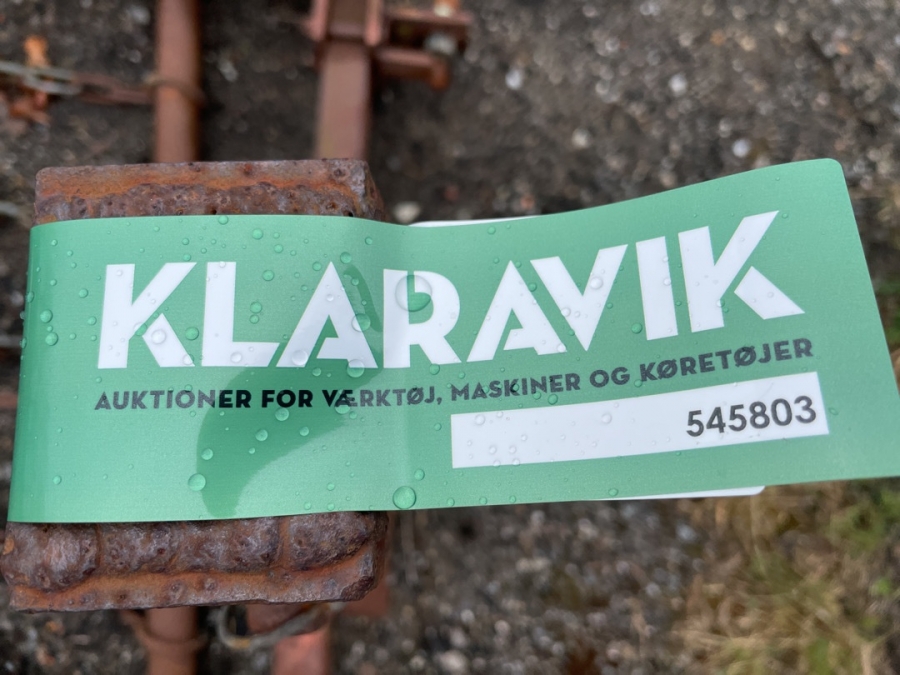 KLARAVIK
AUKTIONER FOR VÆRKTØJ, MASKINER OG KØRETØJER
545803